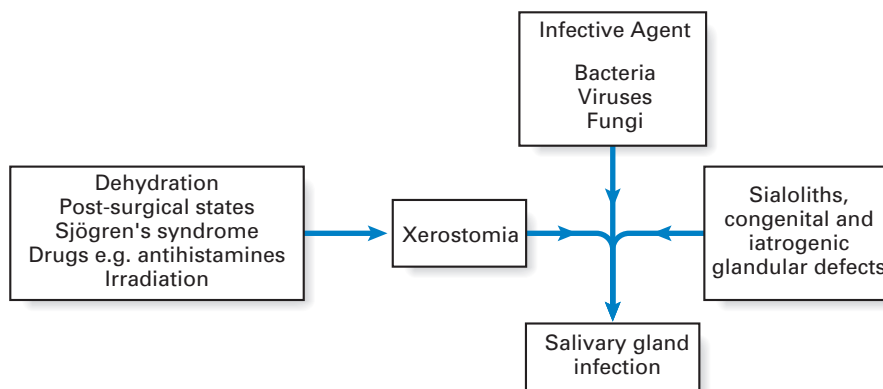 Infective Agent
Bacteria
Viruses
Fungi
Dehydration
Post-surgical states
Sjögren's syndrome
Drugs e.g. antihistamines
Irradiation
Xerostomia
Sialoliths,
congenital and
iatrogenic
glandular defects
Salivary gland
infection